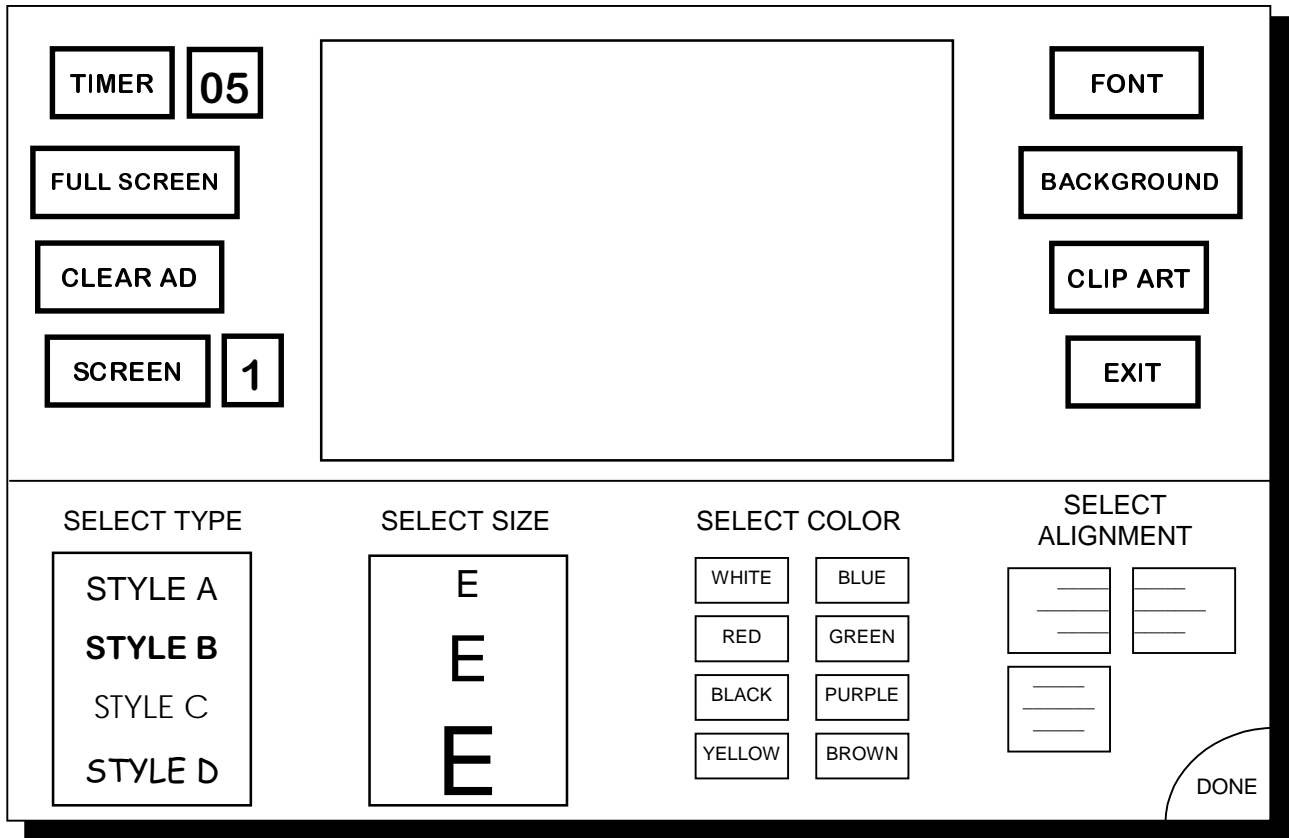 TIMER 05
FULL SCREEN
CLEAR AD
SCREEN 1
FONT
BACKGROUND
CLIP ART
EXIT
SELECT TYPE
STYLE A
STYLE B
STYLE C
STYLE D
SELECT SIZE
E
E
E
SELECT COLOR
WHITE BLUE
RED GREEN
BLACK PURPLE
YELLOW BROWN
SELECT
ALIGNMENT
DONE